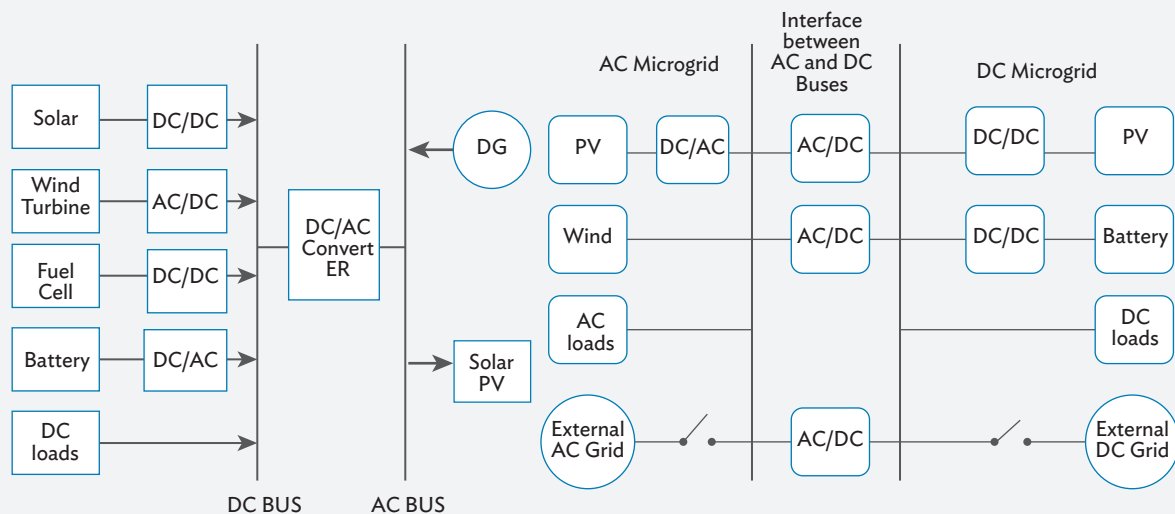 Solar
DC/DC
Wind
Turbine
AC/DC
Fuel
Cell
DC/DC
Battery
DC/AC
DC
loads
DC/AC
Convert
ER
DG
Solar
PV
DC BUS
AC BUS
AC Microgrid
Interface
between
AC and DC
Buses
DC Microgrid
PV
DC/AC
AC/DC
DC/DC
PV
Wind
AC/DC
DC/DC
Battery
AC
loads
DC
loads
External
AC Grid
AC/DC
External
DC Grid